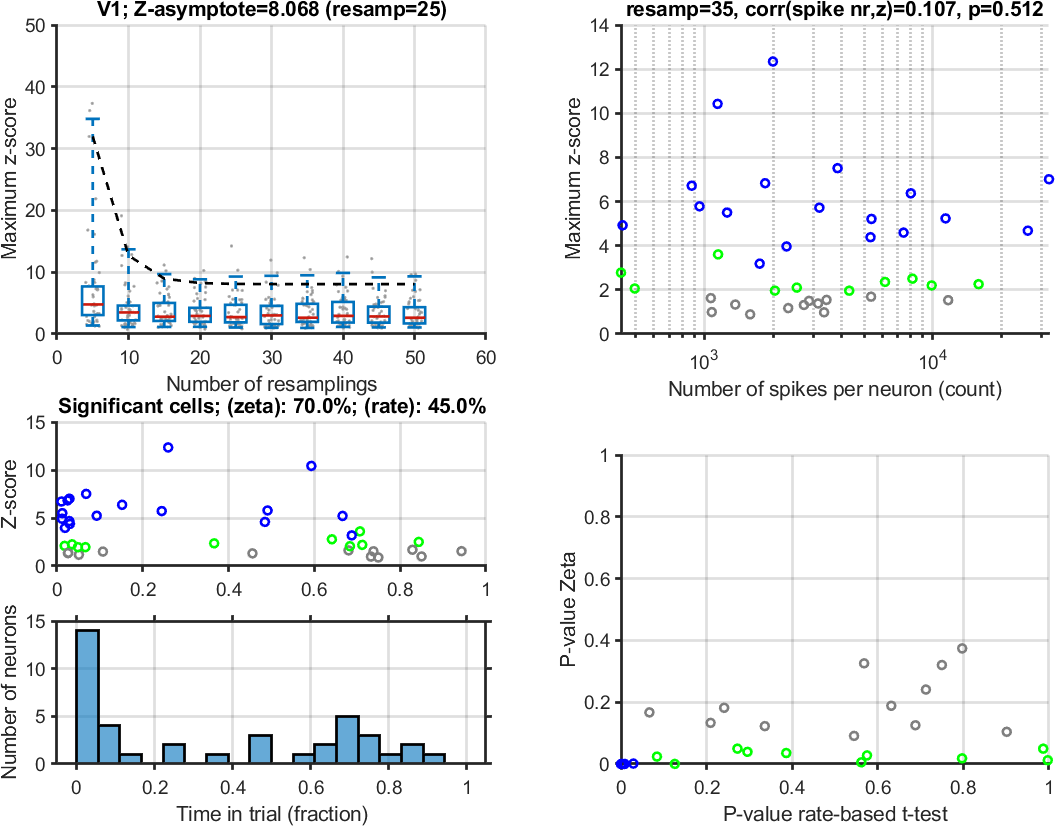 V1; Z-asymptote=8.068 (resamp=25)
50
40
30
20
10
0
Maximum z-score
0 10 20 30 40 50 60
Number of resamplings
resamp=35, corr(spike nr,z)=0.107, p=0.512
14
12
10
8
6
4
2
0
Maximum z-score
10^3 10^4
Number of spikes per neuron (count)
Significant cells; (zeta): 70.0%; (rate): 45.0%
15
10
5
0
Z-score
0 0.2 0.4 0.6 0.8 1
15
10
5
0
Number of neurons
0 0.2 0.4 0.6 0.8 1
Time in trial (fraction)
1
0.8
0.6
0.4
0.2
0
P-value Zeta
0 0.2 0.4 0.6 0.8 1
P-value rate-based t-test